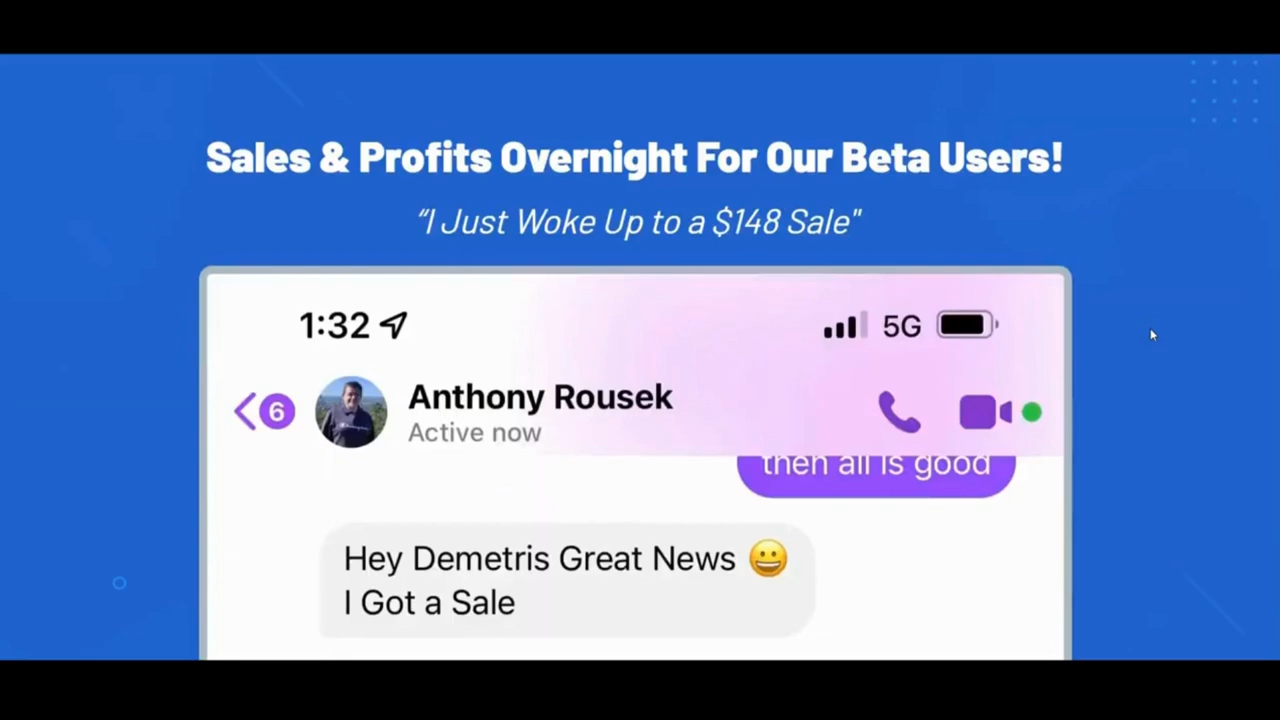 Sales & Profits Overnight For Our Beta Users!
“I Just Woke Up to a $148 Sale"
1:32 5G
6 Anthony Rousek
Active now
then all is good
Hey Demetris Great News 😀
I Got a Sale